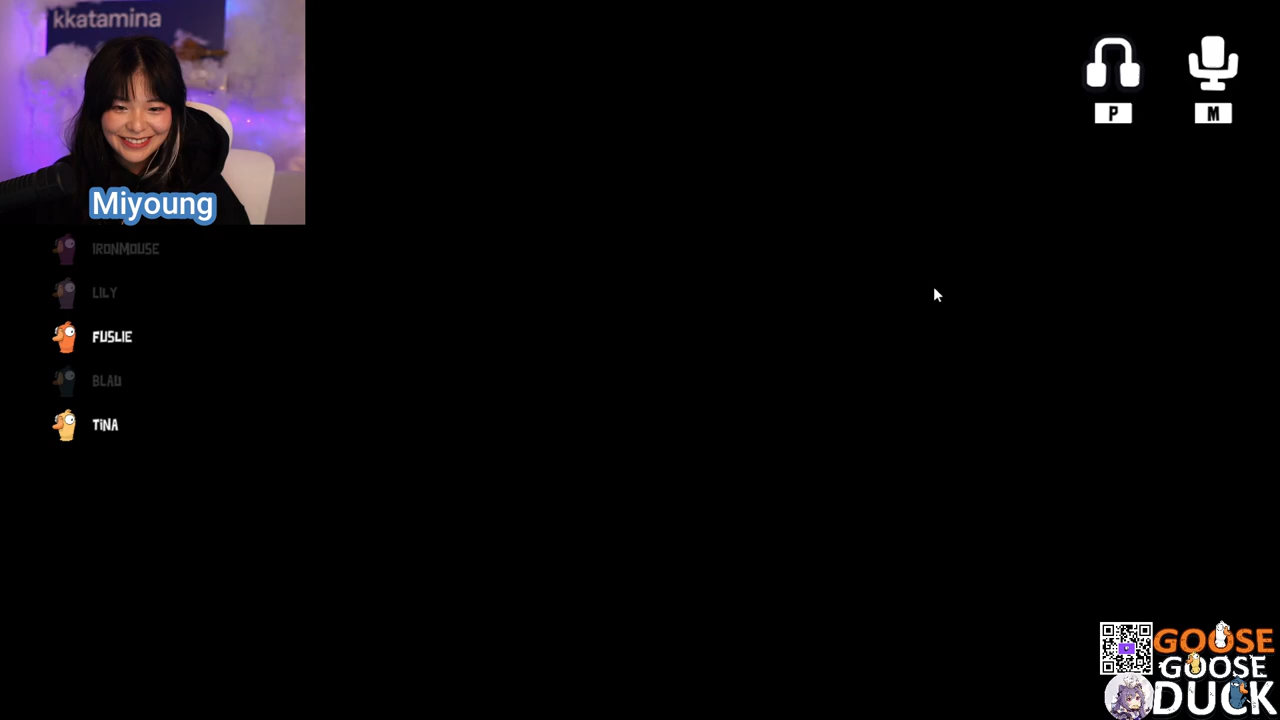 kkatamina
Miyoung
IRONMOUSE
LILY
FUSLIE
BLAU
TINA
P
M
GOOSE
GOOSE
DUCK